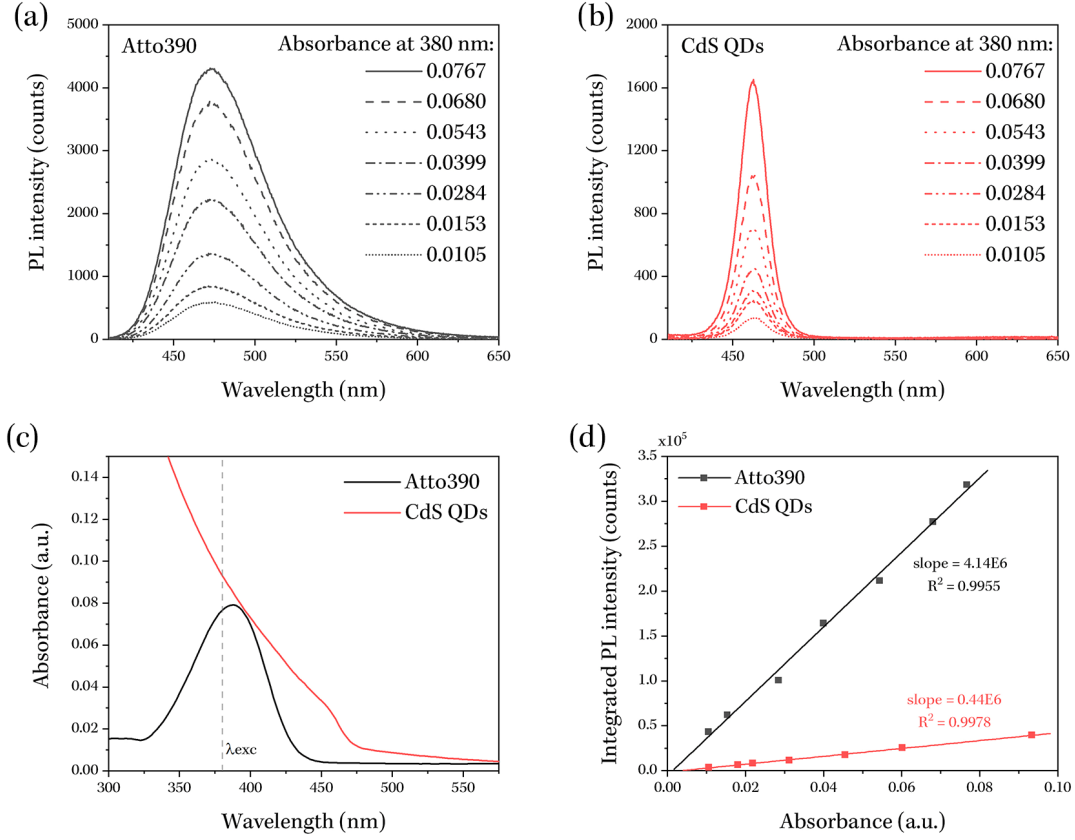 (a)
5000
4000
3000
2000
1000
0
PL intensity (counts)
Atto390
Absorbance at 380 nm:
0.0767
0.0680
0.0543
0.0399
0.0284
0.0153
0.0105
450
500
550
600
650
Wavelength (nm)
(b)
2000
1600
1200
800
400
0
PL intensity (counts)
CdS QDs
Absorbance at 380 nm:
0.0767
0.0680
0.0543
0.0399
0.0284
0.0153
0.0105
450
500
550
600
650
Wavelength (nm)
(c)
0.14
0.12
0.10
0.08
0.06
0.04
0.02
0.00
Absorbance (a.u.)
Atto390
CdS QDs
λexc
300
350
400
450
500
550
Wavelength (nm)
(d)
x10⁵
3.5
3.0
2.5
2.0
1.5
1.0
0.5
0.0
Integrated PL intensity (counts)
Atto390
CdS QDs
slope = 4.14E6
R² = 0.9955
slope = 0.44E6
R² = 0.9978
0.00
0.02
0.04
0.06
0.08
0.10
Absorbance (a.u.)